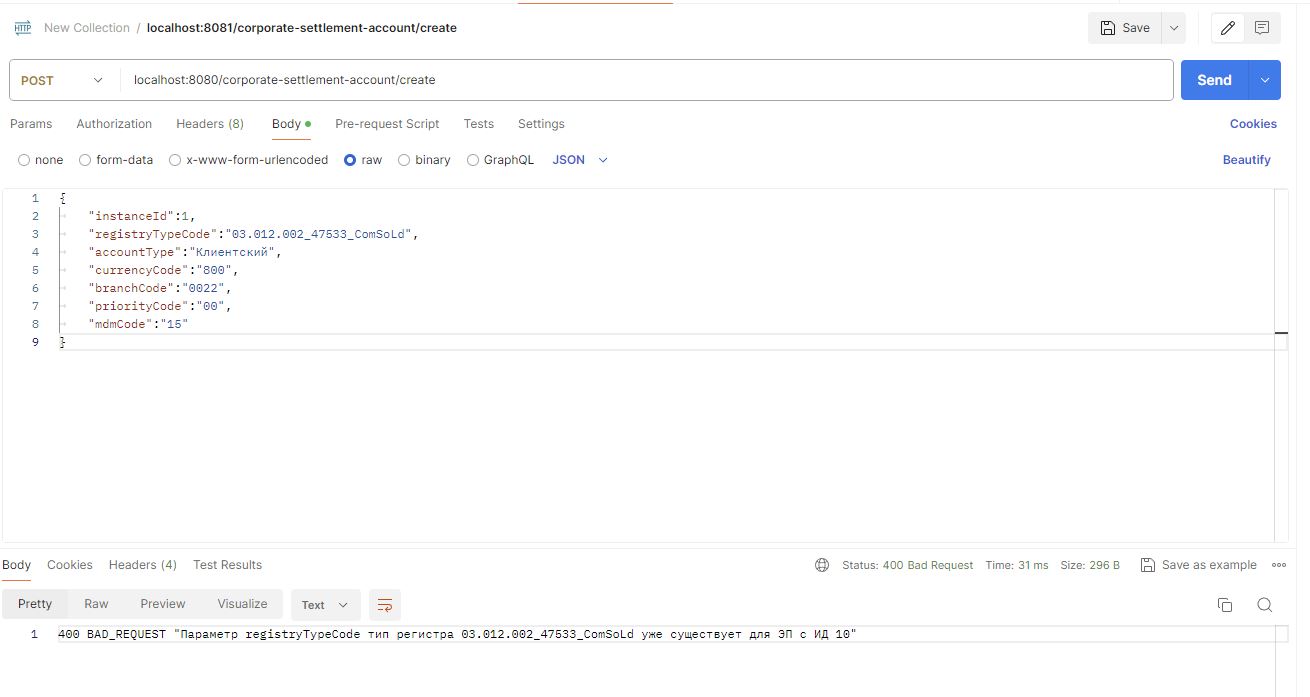 HTTP New Collection / localhost:8081/corporate-settlement-account/create Save
POST localhost:8080/corporate-settlement-account/create Send
Params Authorization Headers (8) Body Pre-request Script Tests Settings Cookies
none form-data x-www-form-urlencoded raw binary GraphQL JSON Beautify
1 {
2 "instanceId":1,
3 "registryTypeCode":"03.012.002_47533_ComSoLd",
4 "accountType":"Клиентский",
5 "currencyCode":"800",
6 "branchCode":"0022",
7 "priorityCode":"00",
8 "mdmCode":"15"
9 }
Body Cookies Headers (4) Test Results Status: 400 Bad Request Time: 31 ms Size: 296 B Save as example
Pretty Raw Preview Visualize Text
1 400 BAD_REQUEST "Параметр registryTypeCode тип регистра 03.012.002_47533_ComSoLd уже существует для ЭП с ИД 10"